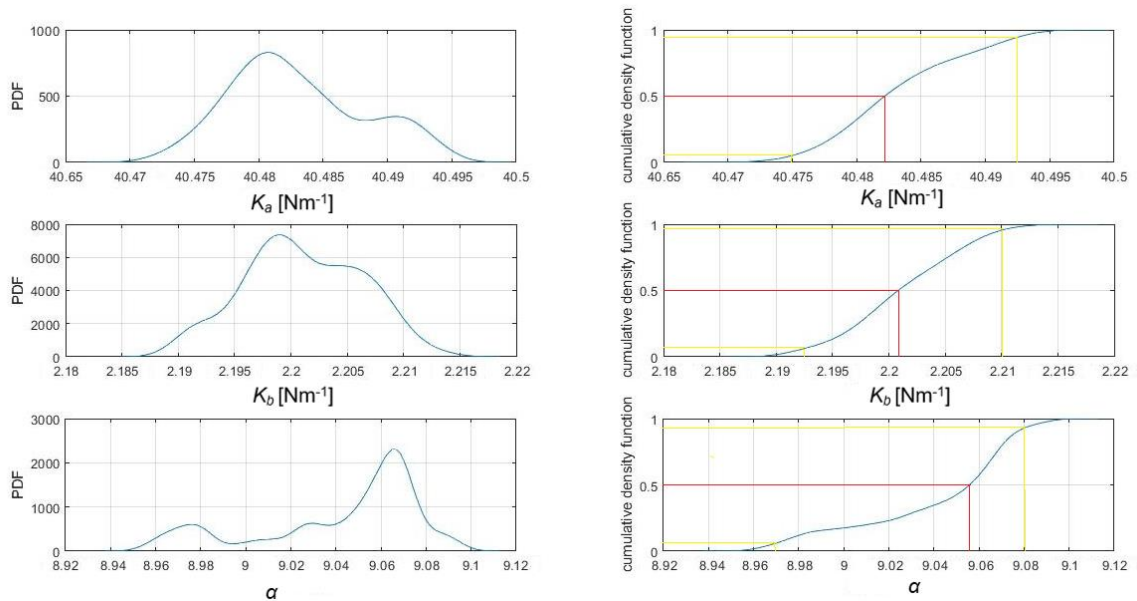 1000
500
0
PDF
40.65 40.47 40.475 40.48 40.485 40.49 40.495 40.5
Ka [Nm-1]
1
0.5
0
cumulative density function
40.65 40.47 40.475 40.48 40.485 40.49 40.495 40.5
Ka [Nm-1]
8000
6000
4000
2000
0
PDF
2.18 2.185 2.19 2.195 2.2 2.205 2.21 2.215 2.22
Kb [Nm-1]
1
0.5
0
cumulative density function
2.18 2.185 2.19 2.195 2.2 2.205 2.21 2.215 2.22
Kb [Nm-1]
3000
2000
1000
0
PDF
8.92 8.94 8.96 8.98 9 9.02 9.04 9.06 9.08 9.1 9.12
α
1
0.5
0
cumulative density function
8.92 8.94 8.96 8.98 9 9.02 9.04 9.06 9.08 9.1 9.12
α